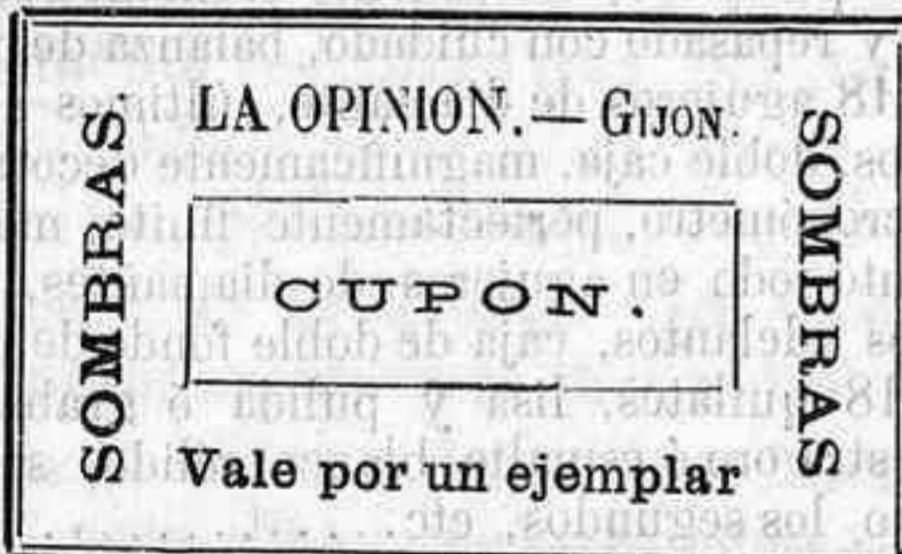 SOMBRAS.
LA OPINION.—GIJON.
CUPON.
Vale por un ejemplar
SOMBRAS